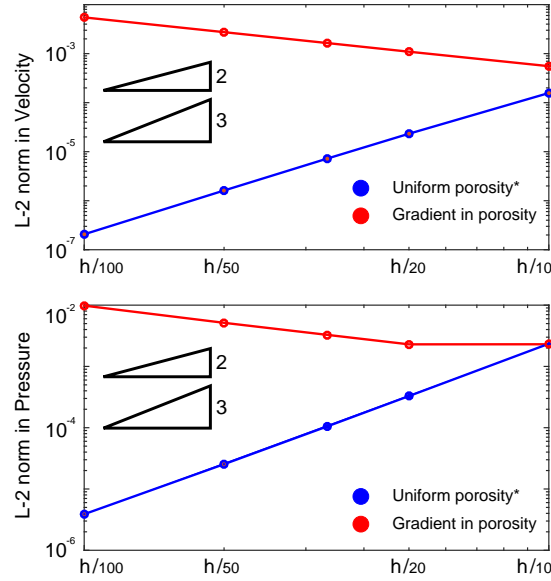 L-2 norm in Velocity
10-3
10-5
10-7
2
3
Uniform porosity*
Gradient in porosity
h/100
h/50
h/20
h/10
L-2 norm in Pressure
10-2
10-4
10-6
2
3
Uniform porosity*
Gradient in porosity
h/100
h/50
h/20
h/10